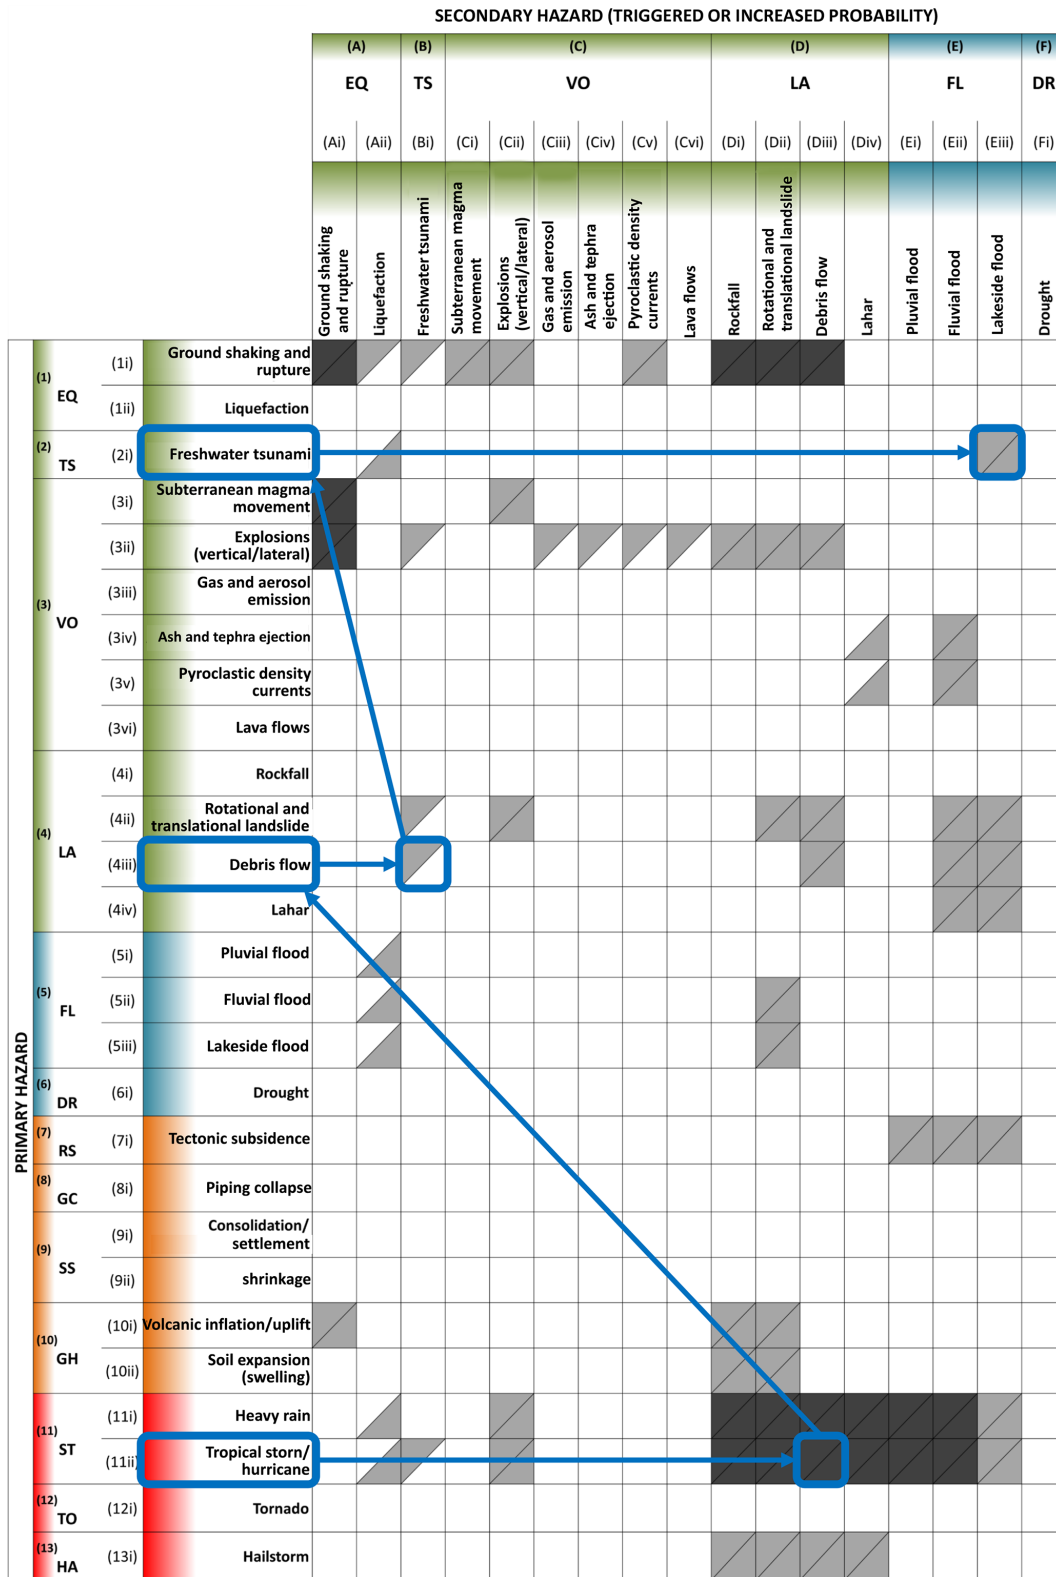 SECONDARY HAZARD (TRIGGERED OR INCREASED PROBABILITY)
(A) (B) (C) (D) (E) (F)
EQ TS VO LA FL DR
(Ai) (Aii) (Bi) (Ci) (Cii) (Ciii) (Civ) (Cv) (Cvi) (Di) (Dii) (Diii) (Div) (Ei) (Eii) (Eiii) (Fi)
Ground shaking
and rupture
Liquefaction
Freshwater tsunami
Subterranean magma
movement
Explosions
(vertical/lateral)
Gas and aerosol
emission
Ash and tephra
ejection
Pyroclastic density
currents
Lava flows
Rockfall
Rotational and
translational landslide
Debris flow
Lahar
Pluvial flood
Fluvial flood
Lakeside flood
Drought
PRIMARY HAZARD
(1)
EQ
(1i) Ground shaking and
rupture
(1ii) Liquefaction
(2)
TS
(2i) Freshwater tsunami
(3)
VO
(3i) Subterranean magma
movement
(3ii) Explosions
(vertical/lateral)
(3iii) Gas and aerosol
emission
(3iv) Ash and tephra ejection
(3v) Pyroclastic density
currents
(3vi) Lava flows
(4)
LA
(4i) Rockfall
(4ii) Rotational and
translational landslide
(4iii) Debris flow
(4iv) Lahar
(5)
FL
(5i) Pluvial flood
(5ii) Fluvial flood
(5iii) Lakeside flood
(6)
DR
(6i) Drought
(7)
RS
(7i) Tectonic subsidence
(8)
GC
(8i) Piping collapse
(9)
SS
(9i) Consolidation/
settlement
(9ii) shrinkage
(10)
GH
(10i) Volcanic inflation/uplift
(10ii) Soil expansion
(swelling)
(11)
ST
(11i) Heavy rain
(11ii) Tropical storn/
hurricane
(12)
TO
(12i) Tornado
(13)
HA
(13i) Hailstorm